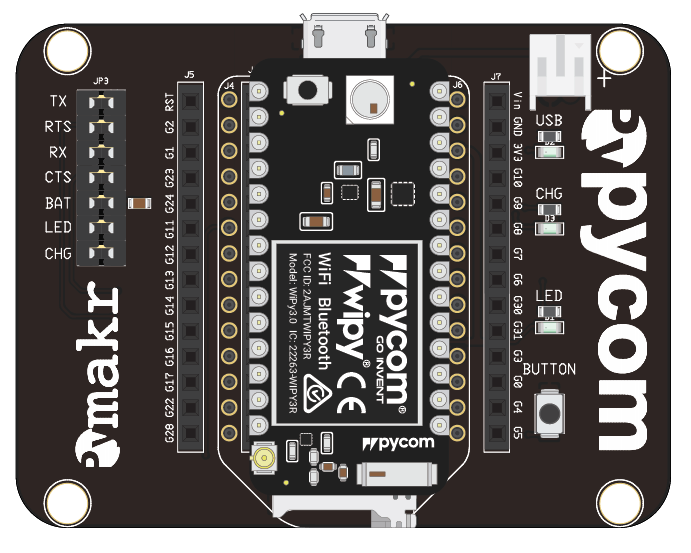 JP3
TX
RTS
RX
CTS
BAT
LED
CHG
Pymakr
J5
RST
G2
G1
G23
G24
G11
G12
G13
G14
G15
G16
G17
G22
G28
J4
J6
pycom
GO INVENT
wipy®
WiFi Bluetooth
FCC ID: 2AJMTWIPY3R
Model: WiPy3.0 IC: 22263-WIPY3R
CE
pycom
J7
Vin
GND
3V3
G10
G9
G8
G7
G6
G30
G31
G3
G0
G4
G5
+
USB
D2
CHG
D3
LED
D1
BUTTON
Pycom